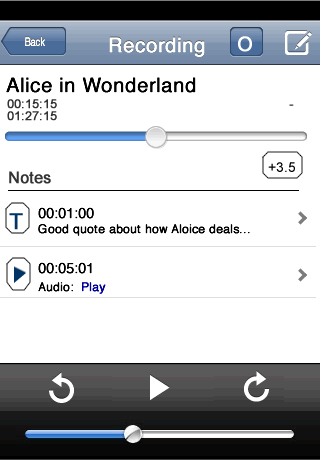 Back
Recording
O
Alice in Wonderland
00:15:15
-
01:27:15
+3.5
Notes
T
00:01:00
Good quote about how Aloice deals...
00:05:01
Audio: Play